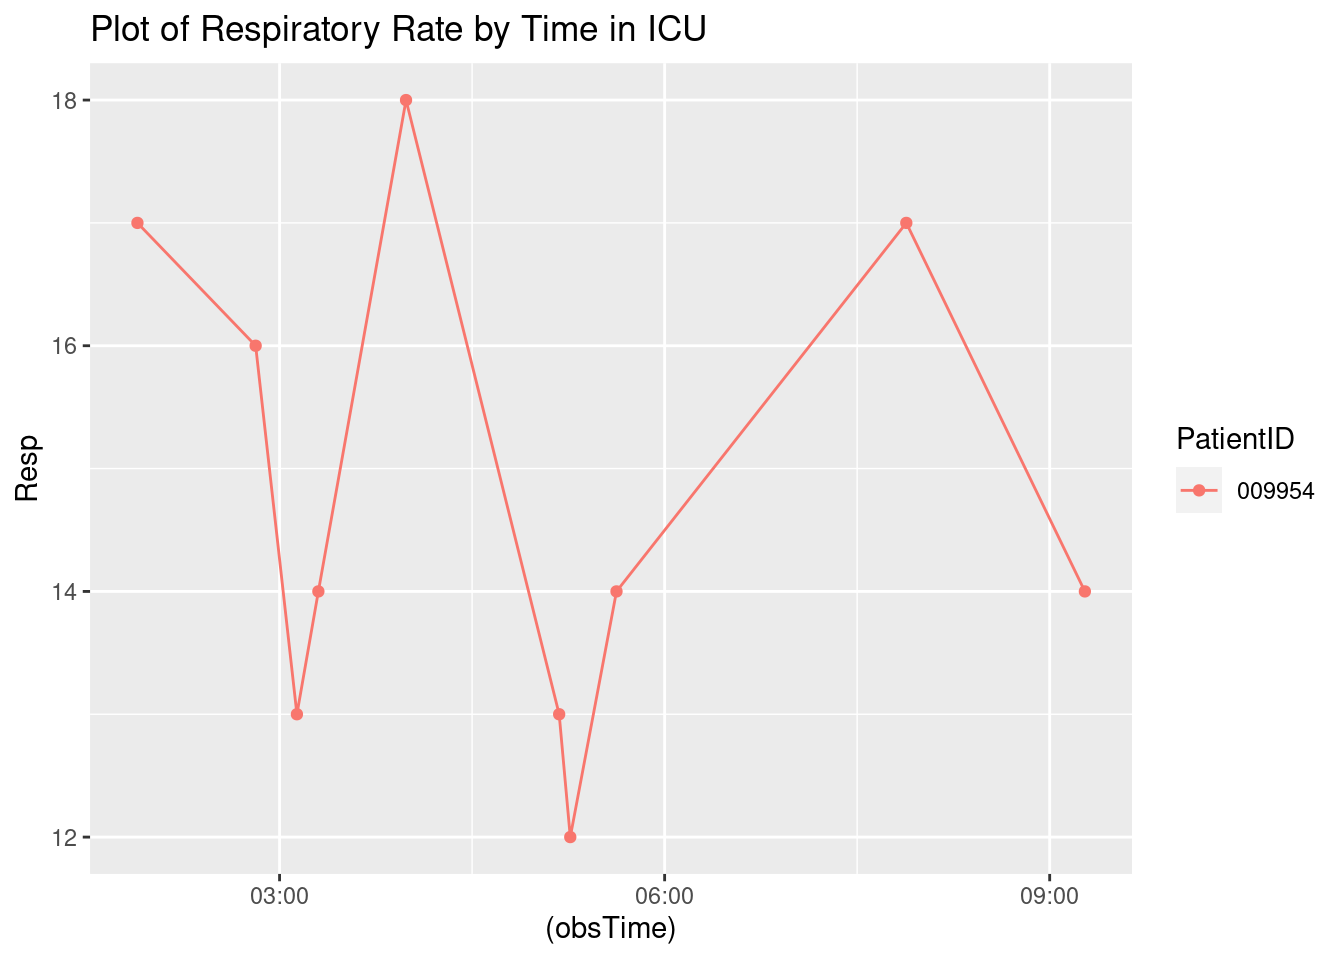 Plot of Respiratory Rate by Time in ICU
18
16
14
12
Resp
03:00
06:00
09:00
(obsTime)
PatientID
009954